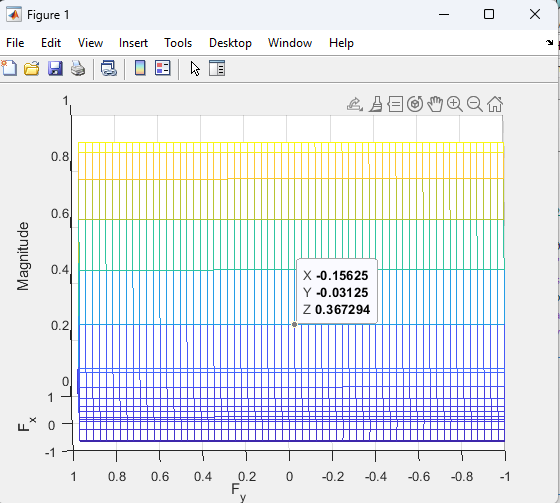 Figure 1
File Edit View Insert Tools Desktop Window Help
1
0.8
0.6
0.4
0.2
0
Magnitude
X -0.15625
Y -0.03125
Z 0.367294
1
0
-1
F_x
1 0.8 0.6 0.4 0.2 0 -0.2 -0.4 -0.6 -0.8 -1
F_y